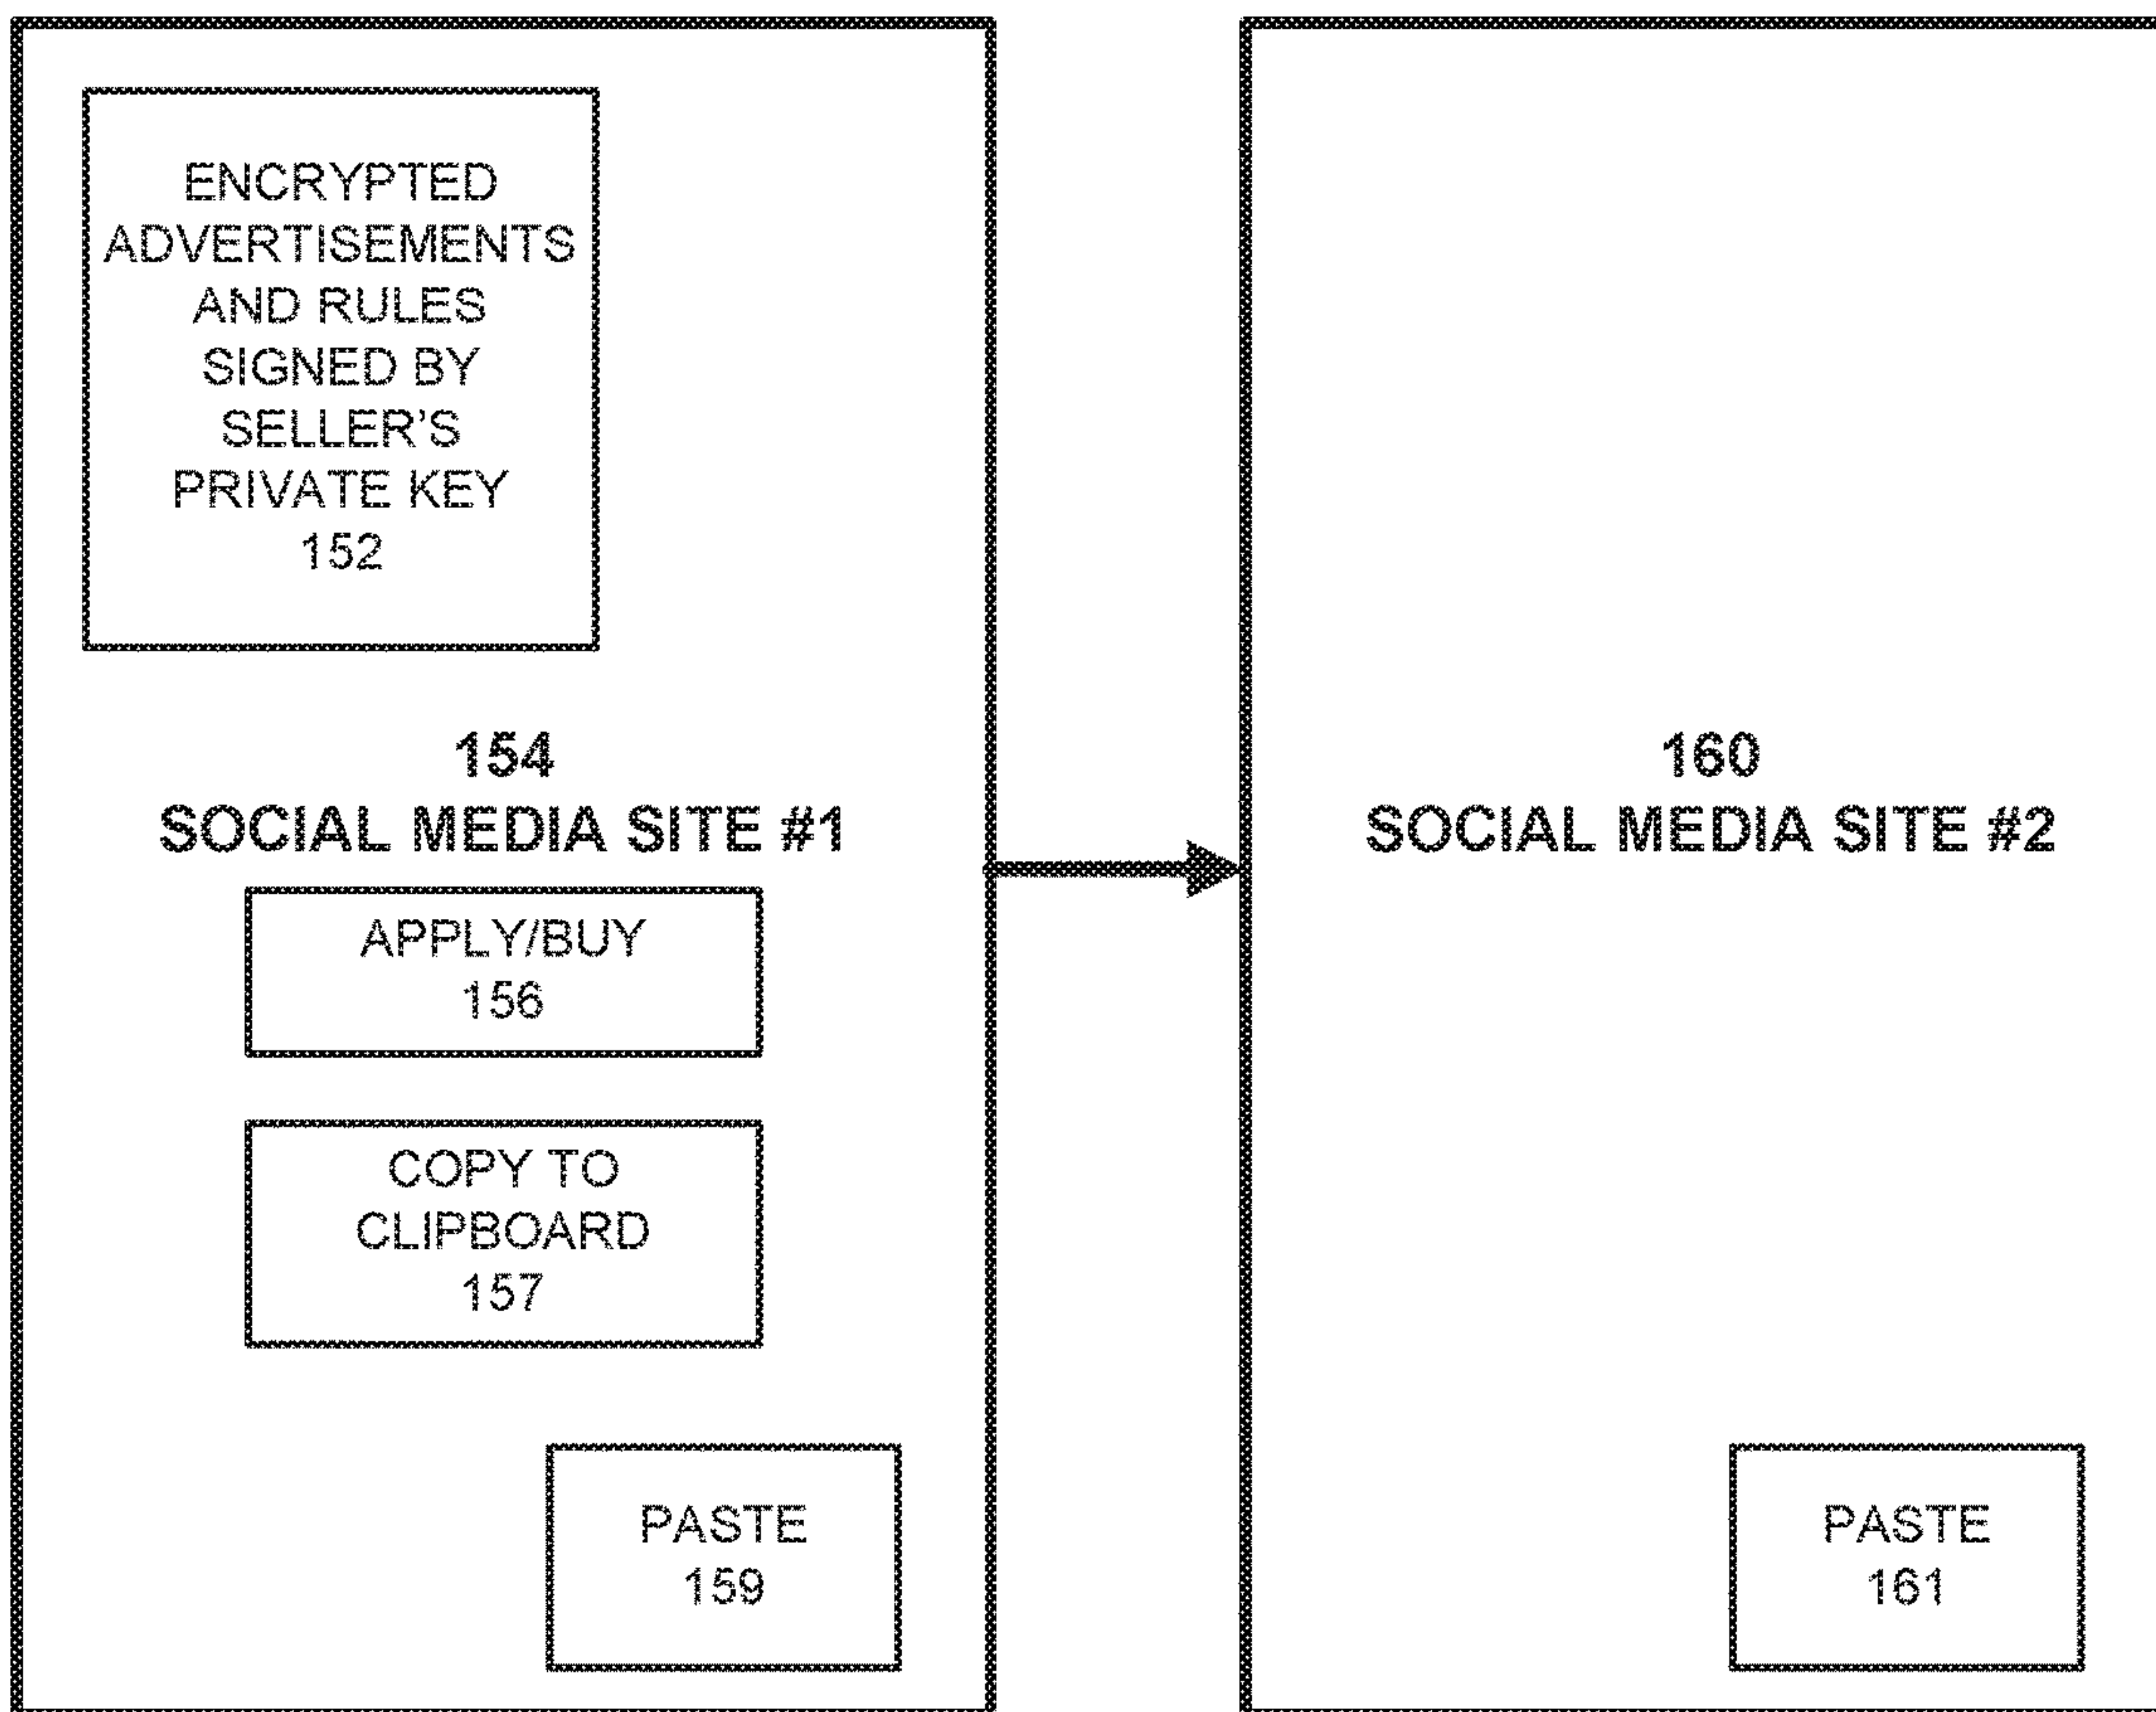 ENCRYPTED
ADVERTISEMENTS
AND RULES
SIGNED BY
SELLER'S
PRIVATE KEY
152
154
SOCIAL MEDIA SITE #1
APPLY/BUY
156
COPY TO
CLIPBOARD
157
PASTE
159
160
SOCIAL MEDIA SITE #2
PASTE
161